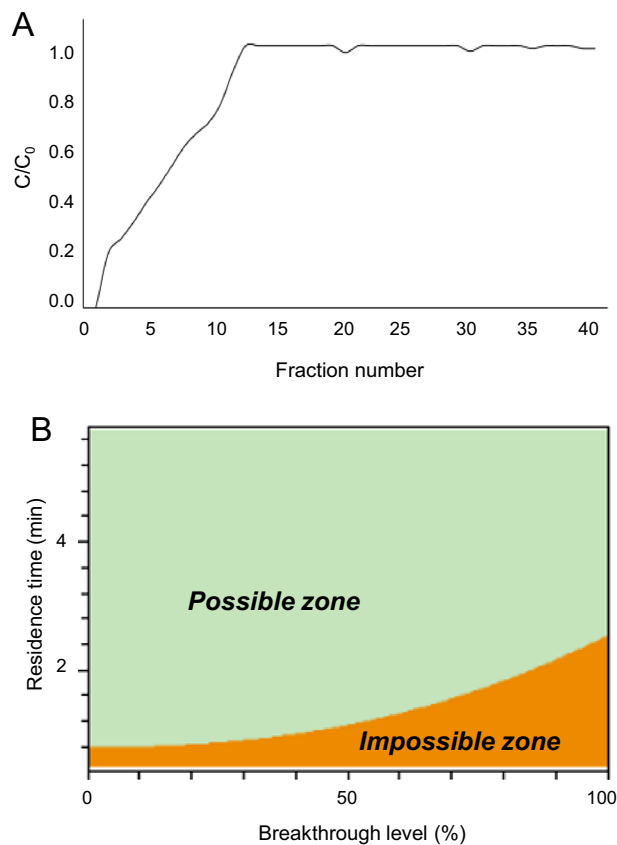 A
C/C0
1.0
0.8
0.6
0.4
0.2
0.0
0 5 10 15 20 25 30 35 40
Fraction number
B
Residence time (min)
4
2
Possible zone
Impossible zone
0 50 100
Breakthrough level (%)